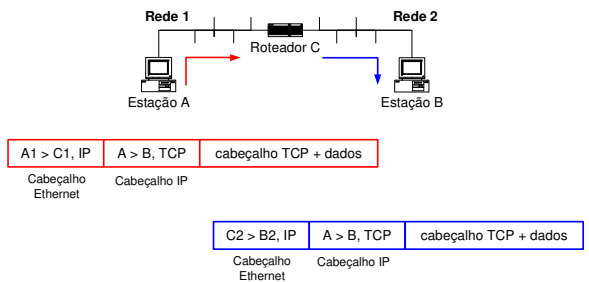 Rede 1
Rede 2
Roteador C
Estação A
Estação B
A1 > C1, IP
A > B, TCP
cabeçalho TCP + dados
Cabeçalho
Ethernet
Cabeçalho IP
C2 > B2, IP
A > B, TCP
cabeçalho TCP + dados
Cabeçalho
Ethernet
Cabeçalho IP